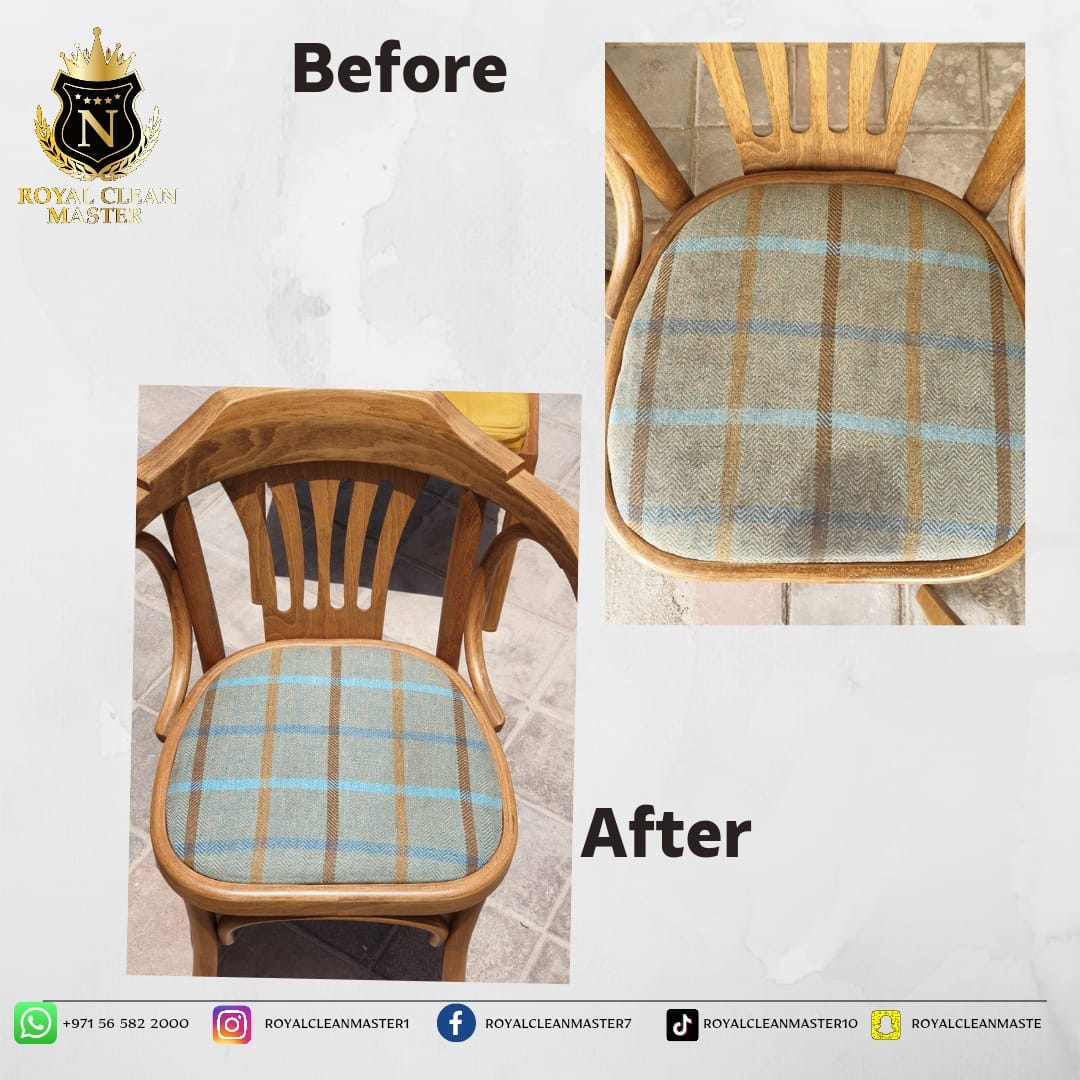 Before
N
ROYAL CLEAN
MASTER
After
+971 56 582 2000
ROYALCLEANMASTER1
ROYALCLEANMASTER7
ROYALCLEANMASTER10
ROYALCLEANMASTE